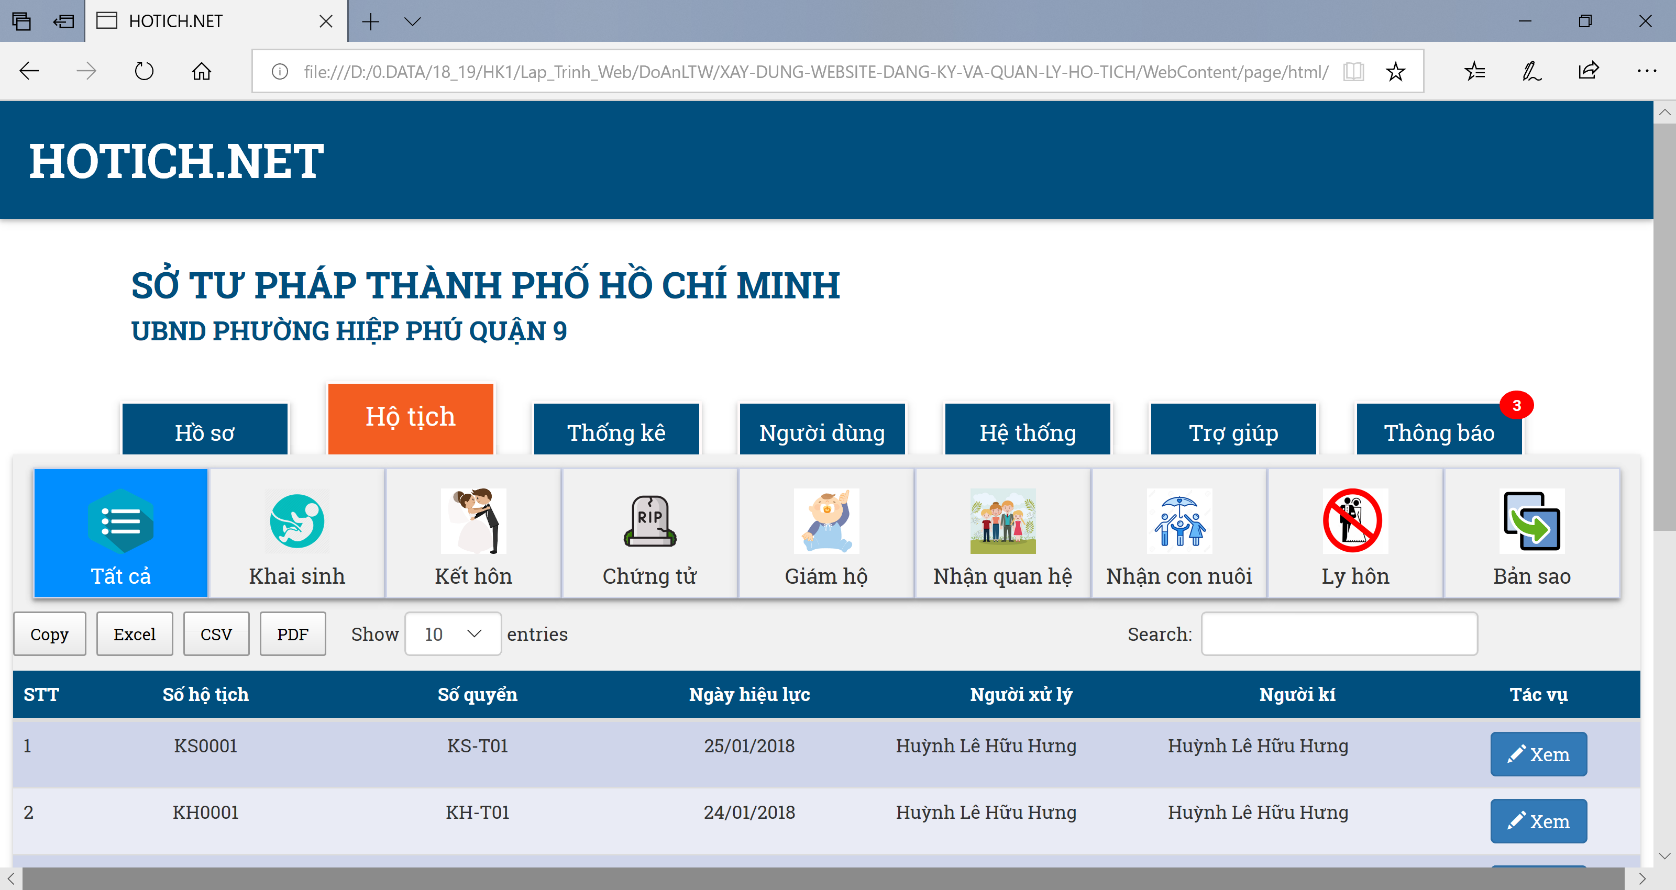 HOTICH.NET
file:///D:/0.DATA/18_19/HK1/Lap_Trinh_Web/DoAnLTW/XAY-DUNG-WEBSITE-DANG-KY-VA-QUAN-LY-HO-TICH/WebContent/page/html/
HOTICH.NET
SỞ TƯ PHÁP THÀNH PHỐ HỒ CHÍ MINH
UBND PHƯỜNG HIỆP PHÚ QUẬN 9
Hồ sơ Hộ tịch Thống kê Người dùng Hệ thống Trợ giúp Thông báo 3
RIP
Tất cả Khai sinh Kết hôn Chứng tử Giám hộ Nhận quan hệ Nhận con nuôi Ly hôn Bản sao
Copy Excel CSV PDF Show 10 entries Search:
STT Số hộ tịch Số quyển Ngày hiệu lực Người xử lý Người kí Tác vụ
1 KS0001 KS-T01 25/01/2018 Huỳnh Lê Hữu Hưng Huỳnh Lê Hữu Hưng Xem
2 KH0001 KH-T01 24/01/2018 Huỳnh Lê Hữu Hưng Huỳnh Lê Hữu Hưng Xem